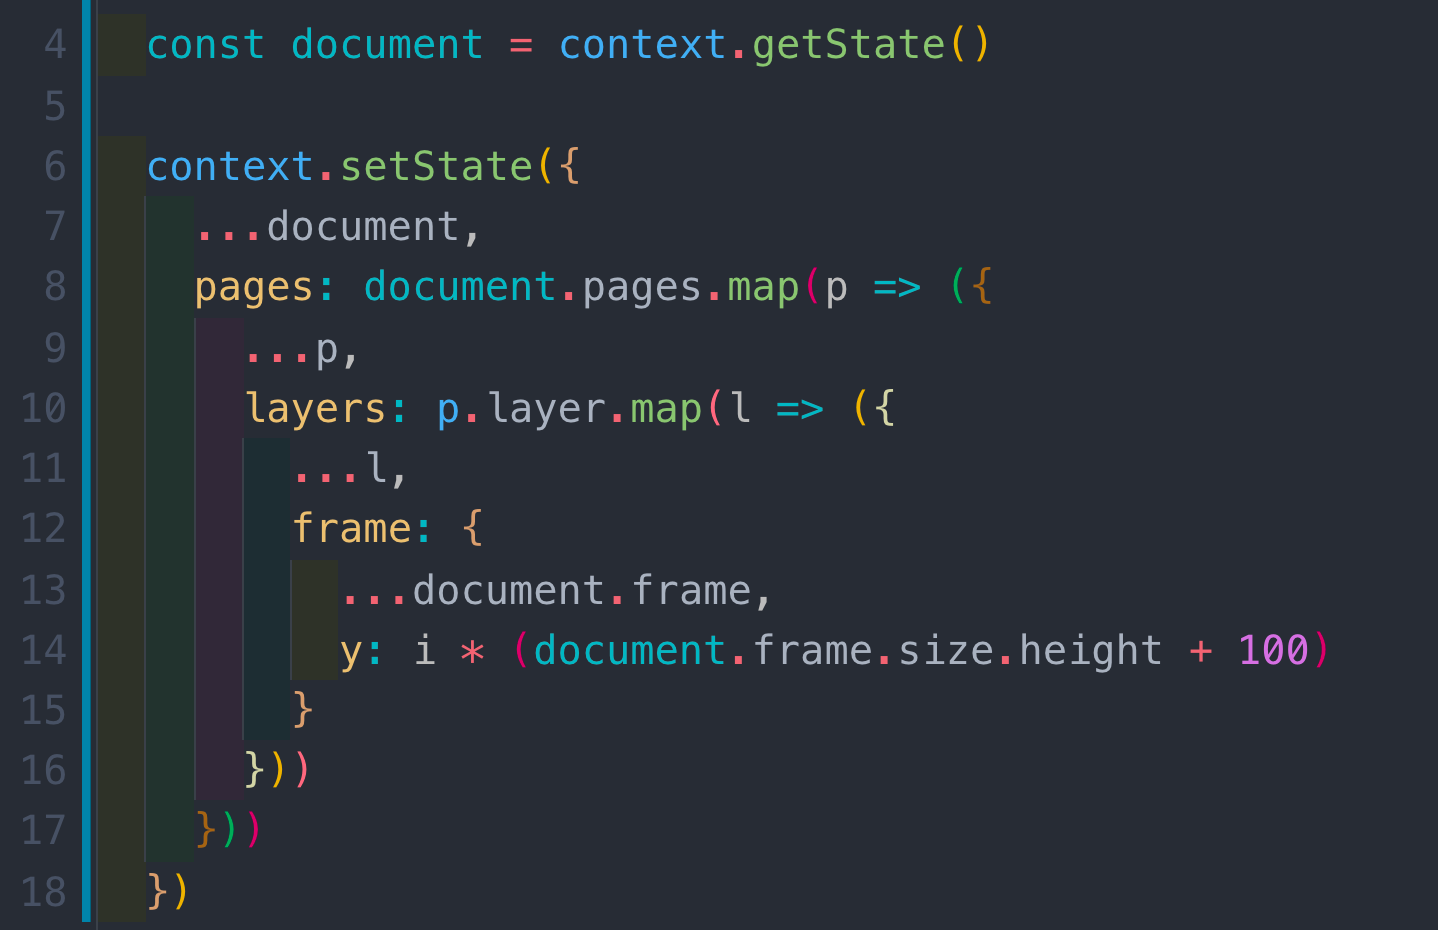 4 const document = context.getState()
5
6 context.setState({
7 ...document,
8 pages: document.pages.map(p => ({
9 ...p,
10 layers: p.layer.map(l => ({
11 ...l,
12 frame: {
13 ...document.frame,
14 y: i * (document.frame.size.height + 100)
15 }
16 }))
17 }))
18 })